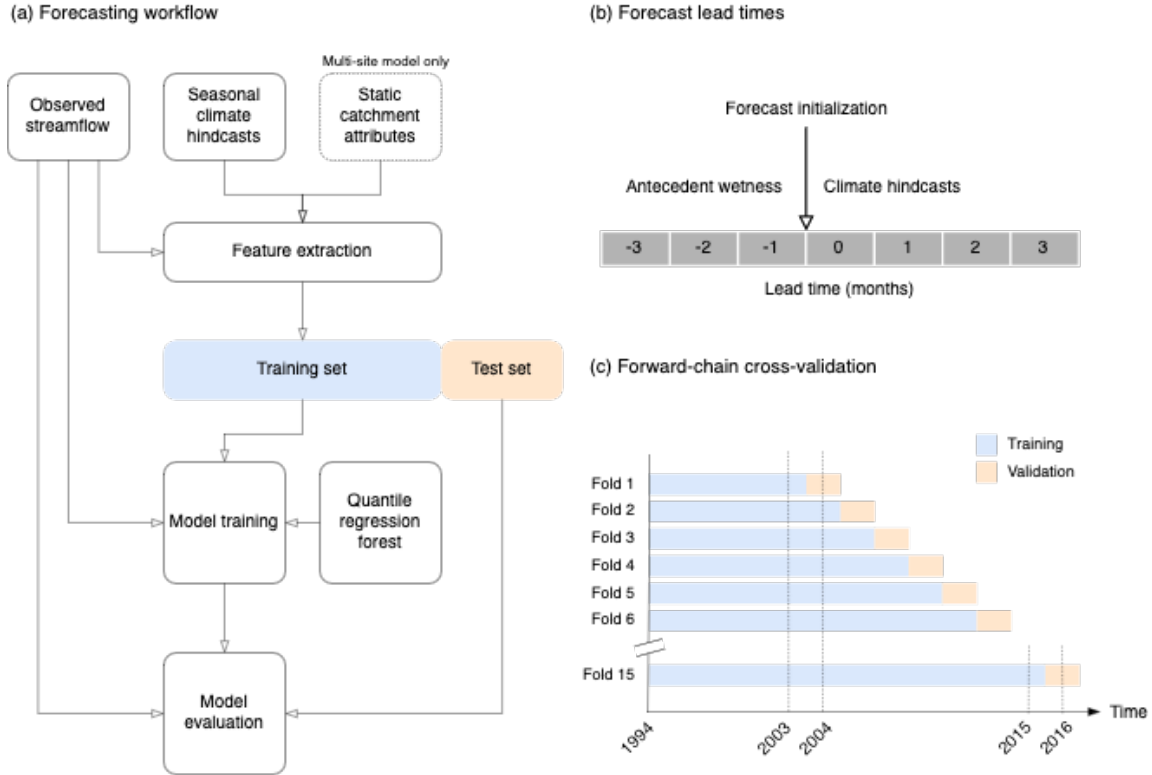 (a) Forecasting workflow
Multi-site model only
Observed
streamflow
Seasonal
climate
hindcasts
Static
catchment
attributes
Feature extraction
Training set
Test set
Model training
Quantile
regression
forest
Model
evaluation
(b) Forecast lead times
Forecast initialization
Antecedent wetness
Climate hindcasts
-3 -2 -1 0 1 2 3
Lead time (months)
(c) Forward-chain cross-validation
Training
Validation
Fold 1
Fold 2
Fold 3
Fold 4
Fold 5
Fold 6
Fold 15
Time
1994 2003 2004 2015 2016